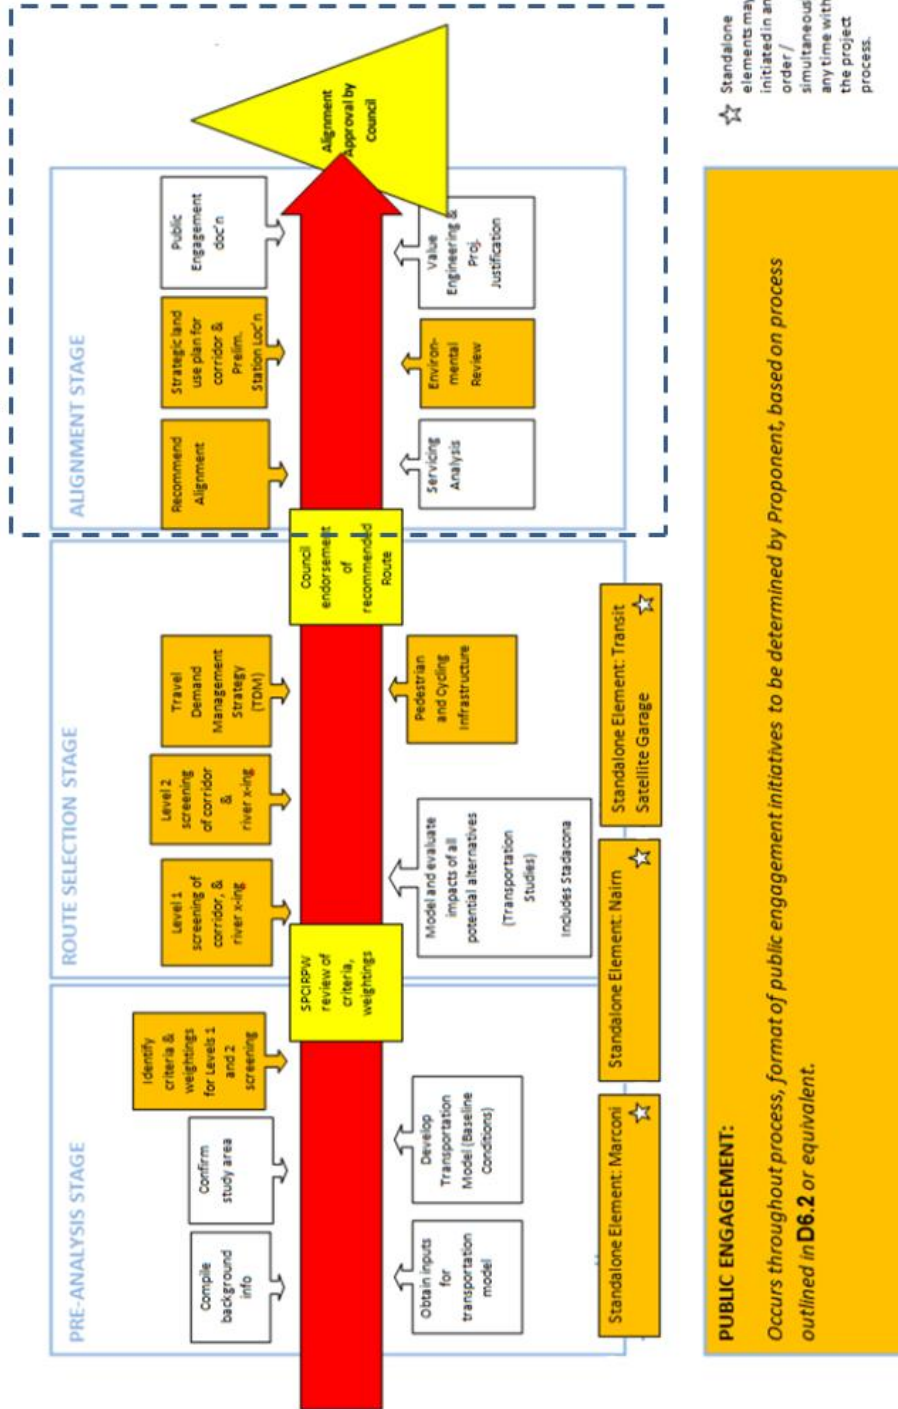 PRE-ANALYSIS STAGE
Compile
background
info
Confirm
study area
Identify
criteria &
weightings
for Levels 1
and 2
screening
Obtain inputs
for
transportation
model
Develop
Transportation
Model (Baseline
Conditions)
SPCIRPW
review of
criteria,
weightings
ROUTE SELECTION STAGE
Level 1
screening of
corridor, &
river x-ing.
Level 2
screening
of corridor
&
river x-ing.
Travel
Demand
Management
Strategy
(TDM)
Model and evaluate
impacts of all
potential alternatives
(Transportation
Studies)
Includes Stadacona
Pedestrian
and Cycling
Infrastructure
Council
endorsement
of
recommended
Route
ALIGNMENT STAGE
Recommend
Alignment
Strategic land
use plan for
corridor &
Prelim.
Station Loc'n
Public
Engagement
doc'n
Servicing
Analysis
Environ-
mental
Review
Value
Engineering &
Proj.
Justification
Alignment
Approval by
Council
Standalone Element: Marconi
Standalone Element: Nairn
Standalone Element: Transit
Satellite Garage
PUBLIC ENGAGEMENT:
Occurs throughout process, format of public engagement initiatives to be determined by Proponent, based on process
outlined in D6.2 or equivalent.
Standalone
elements may
initiated in an
order /
simultaneous
any time with
the project
process.